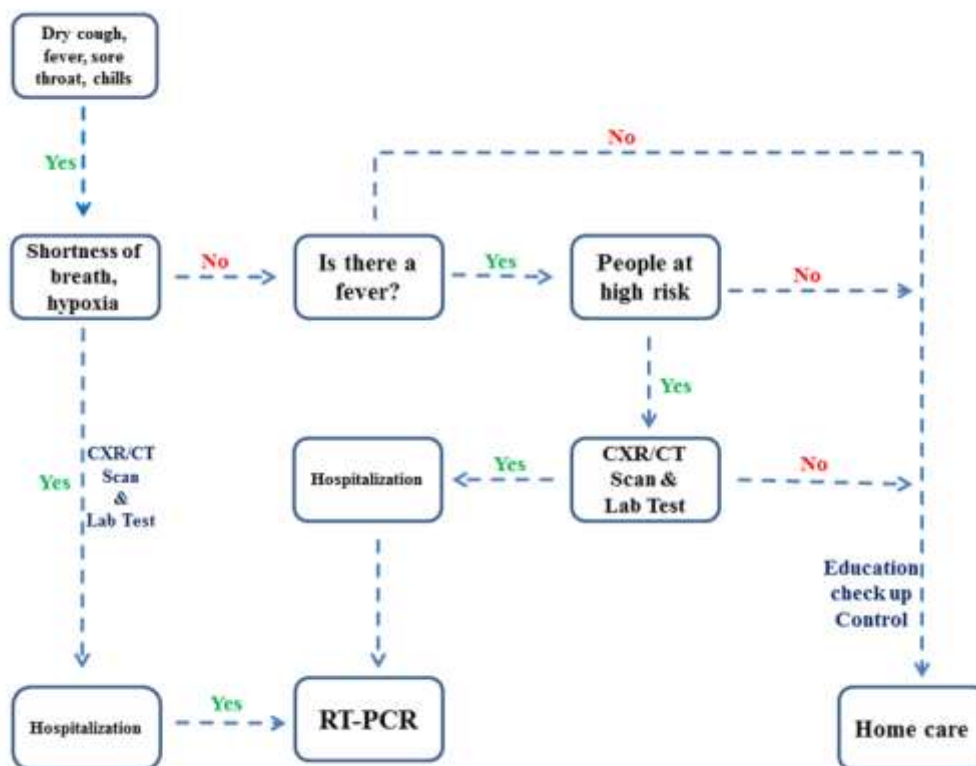 Dry cough,
fever, sore
throat, chills
No
Yes
Shortness of
breath,
hypoxia
No
Is there a
fever?
Yes
People at
high risk
No
Yes
Yes
CXR/CT
Scan
&
Lab Test
Hospitalization
Yes
CXR/CT
Scan &
Lab Test
No
Education
check up
Control
Hospitalization
Yes
RT-PCR
Home care